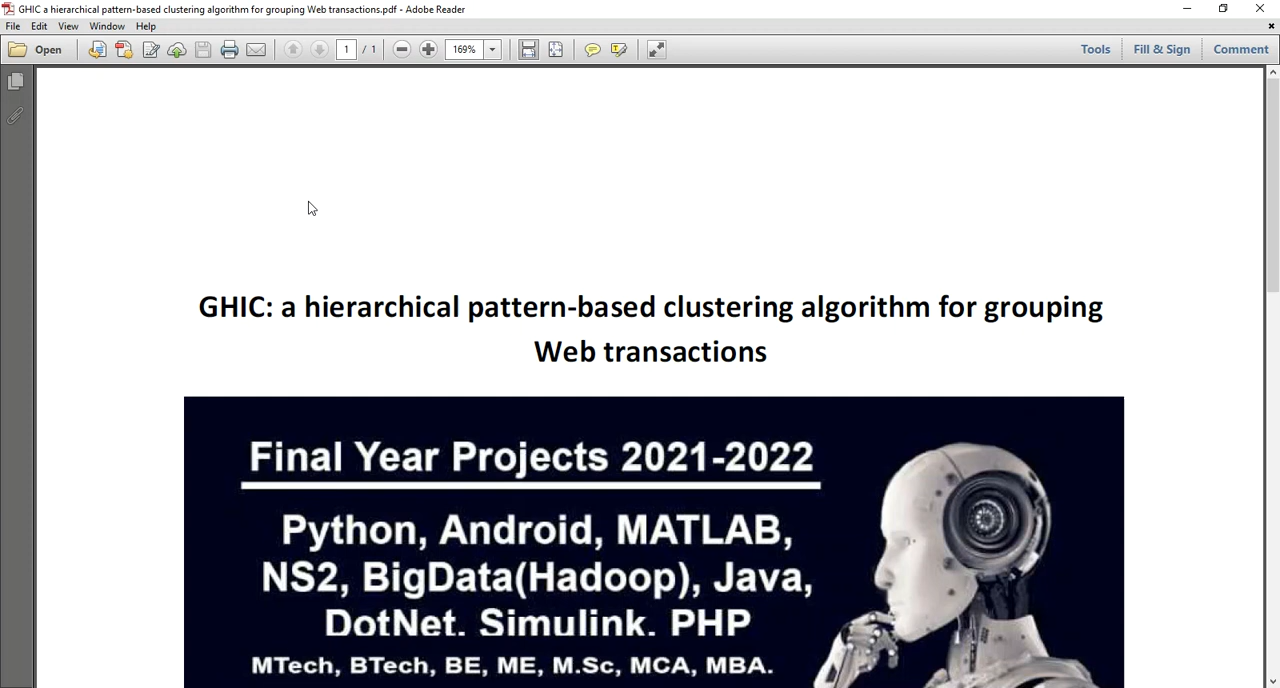 GHIC a hierarchical pattern-based clustering algorithm for grouping Web transactions.pdf - Adobe Reader
File Edit View Window Help
Open 1 / 1 169% Tools Fill & Sign Comment
GHIC: a hierarchical pattern-based clustering algorithm for grouping
Web transactions
Final Year Projects 2021-2022
Python, Android, MATLAB,
NS2, BigData(Hadoop), Java,
DotNet. Simulink. PHP
MTech, BTech, BE, ME, M.Sc, MCA, MBA.